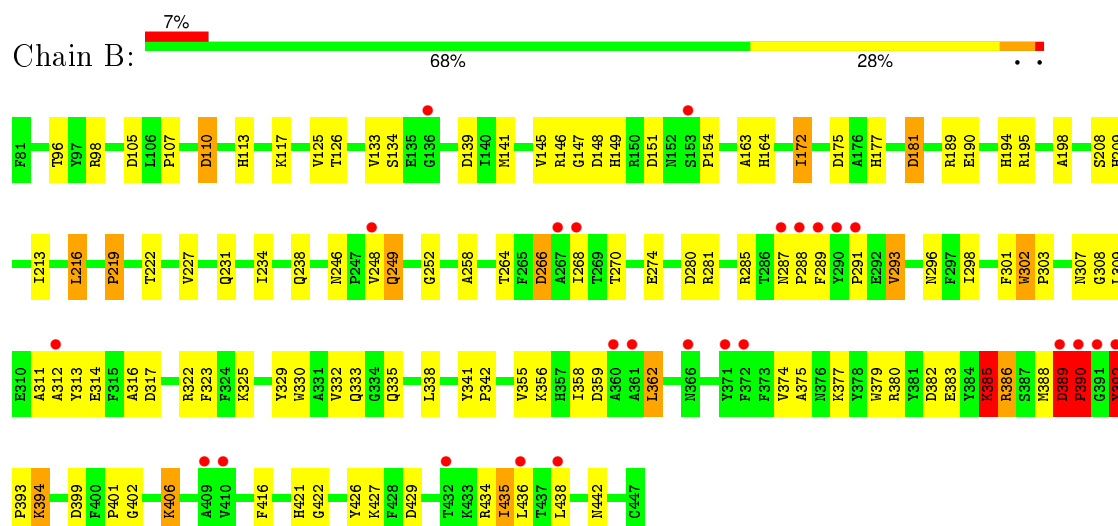 7%
Chain B:
68% 28% • •
F81 T96 Y97 R98 D105 L106 P107 D110 H113 K117 V125 T126 V133 S134 E135 G136 D139 I140 M141 V145 R146 G147 D148 H149 R150 D151 N152 S153 P154 A163 H164 I172 D175 A176 H177 D181 R189 E190 H194 R195 A198 S208 H209
I213 L216 P219 T222 V227 Q231 I234 Q238 N246 P247 V248 Q249 G252 A258 T264 F265 D266 A267 I268 T269 T270 E274 D280 R281 R285 T286 N287 P288 F289 Y290 P291 E292 V293 N296 F297 I298 F301 W302 P303 N307 G308 L309
E310 A311 A312 Y313 E314 F315 A316 D317 R322 F323 F324 K325 Y329 W330 A331 V332 Q333 G334 Q335 L338 Y341 P342 V355 K356 H357 I358 D359 A360 A361 L362 N366 Y371 F372 F373 V374 A375 N376 K377 Y378 W379 R380 Y381 D382 E383 Y384 K385 R386 S387 M388 D389 P390 G391 Y392
P393 K394 D399 F400 P401 G402 K406 A409 V410 F416 H421 G422 Y426 K427 F428 D429 T432 K433 R434 I435 L436 T437 L438 N442 C447